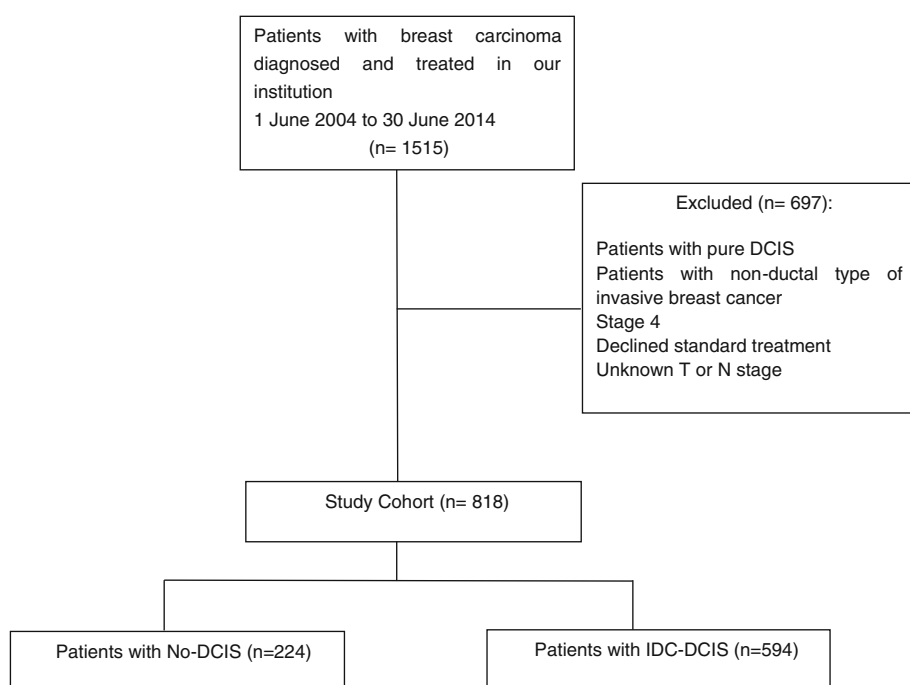 Patients with breast carcinoma
diagnosed and treated in our
institution
1 June 2004 to 30 June 2014
(n= 1515)
Excluded (n= 697):
Patients with pure DCIS
Patients with non-ductal type of
invasive breast cancer
Stage 4
Declined standard treatment
Unknown T or N stage
Study Cohort (n= 818)
Patients with No-DCIS (n=224)
Patients with IDC-DCIS (n=594)